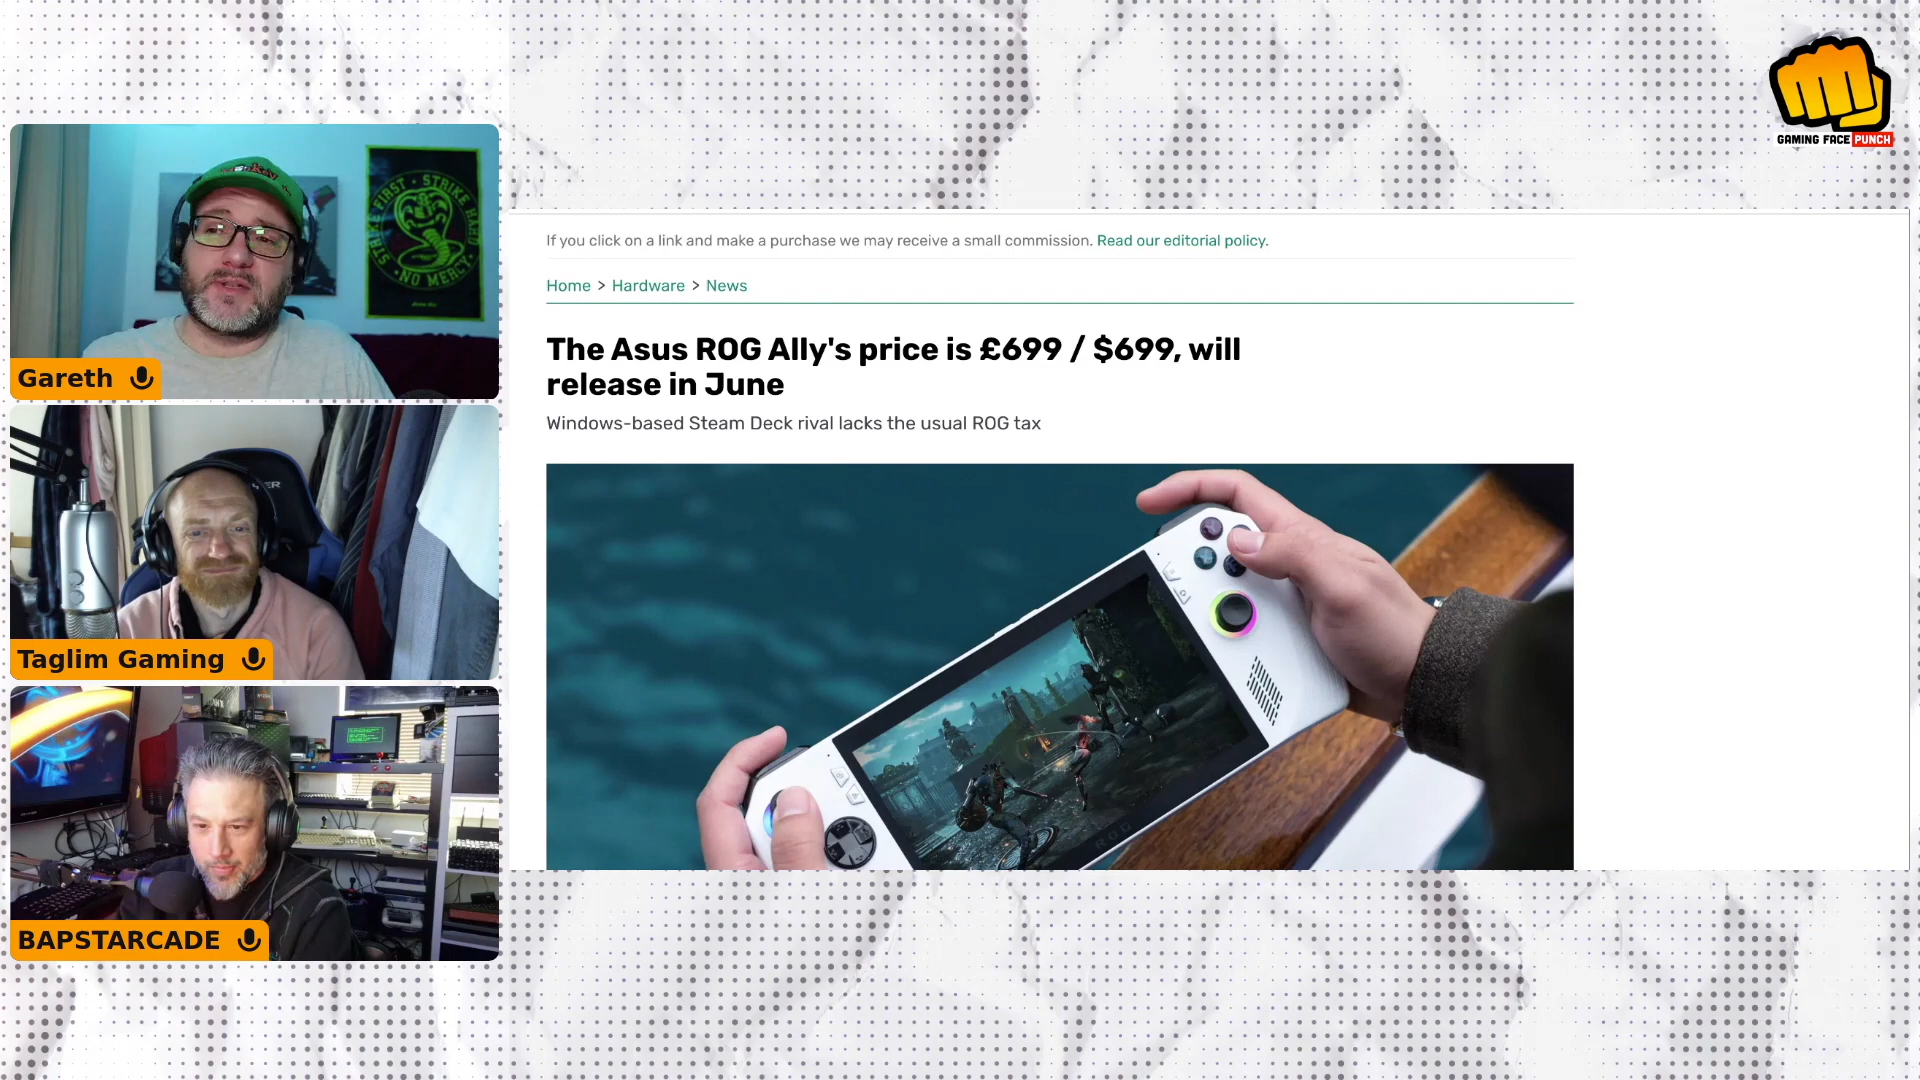 GAMING FACE PUNCH
STRIKE FIRST · STRIKE HARD
· NO MERCY ·
Gareth
Taglim Gaming
BAPSTARCADE
If you click on a link and make a purchase we may receive a small commission. Read our editorial policy.
Home > Hardware > News
The Asus ROG Ally's price is £699 / $699, will
release in June
Windows-based Steam Deck rival lacks the usual ROG tax
ROG